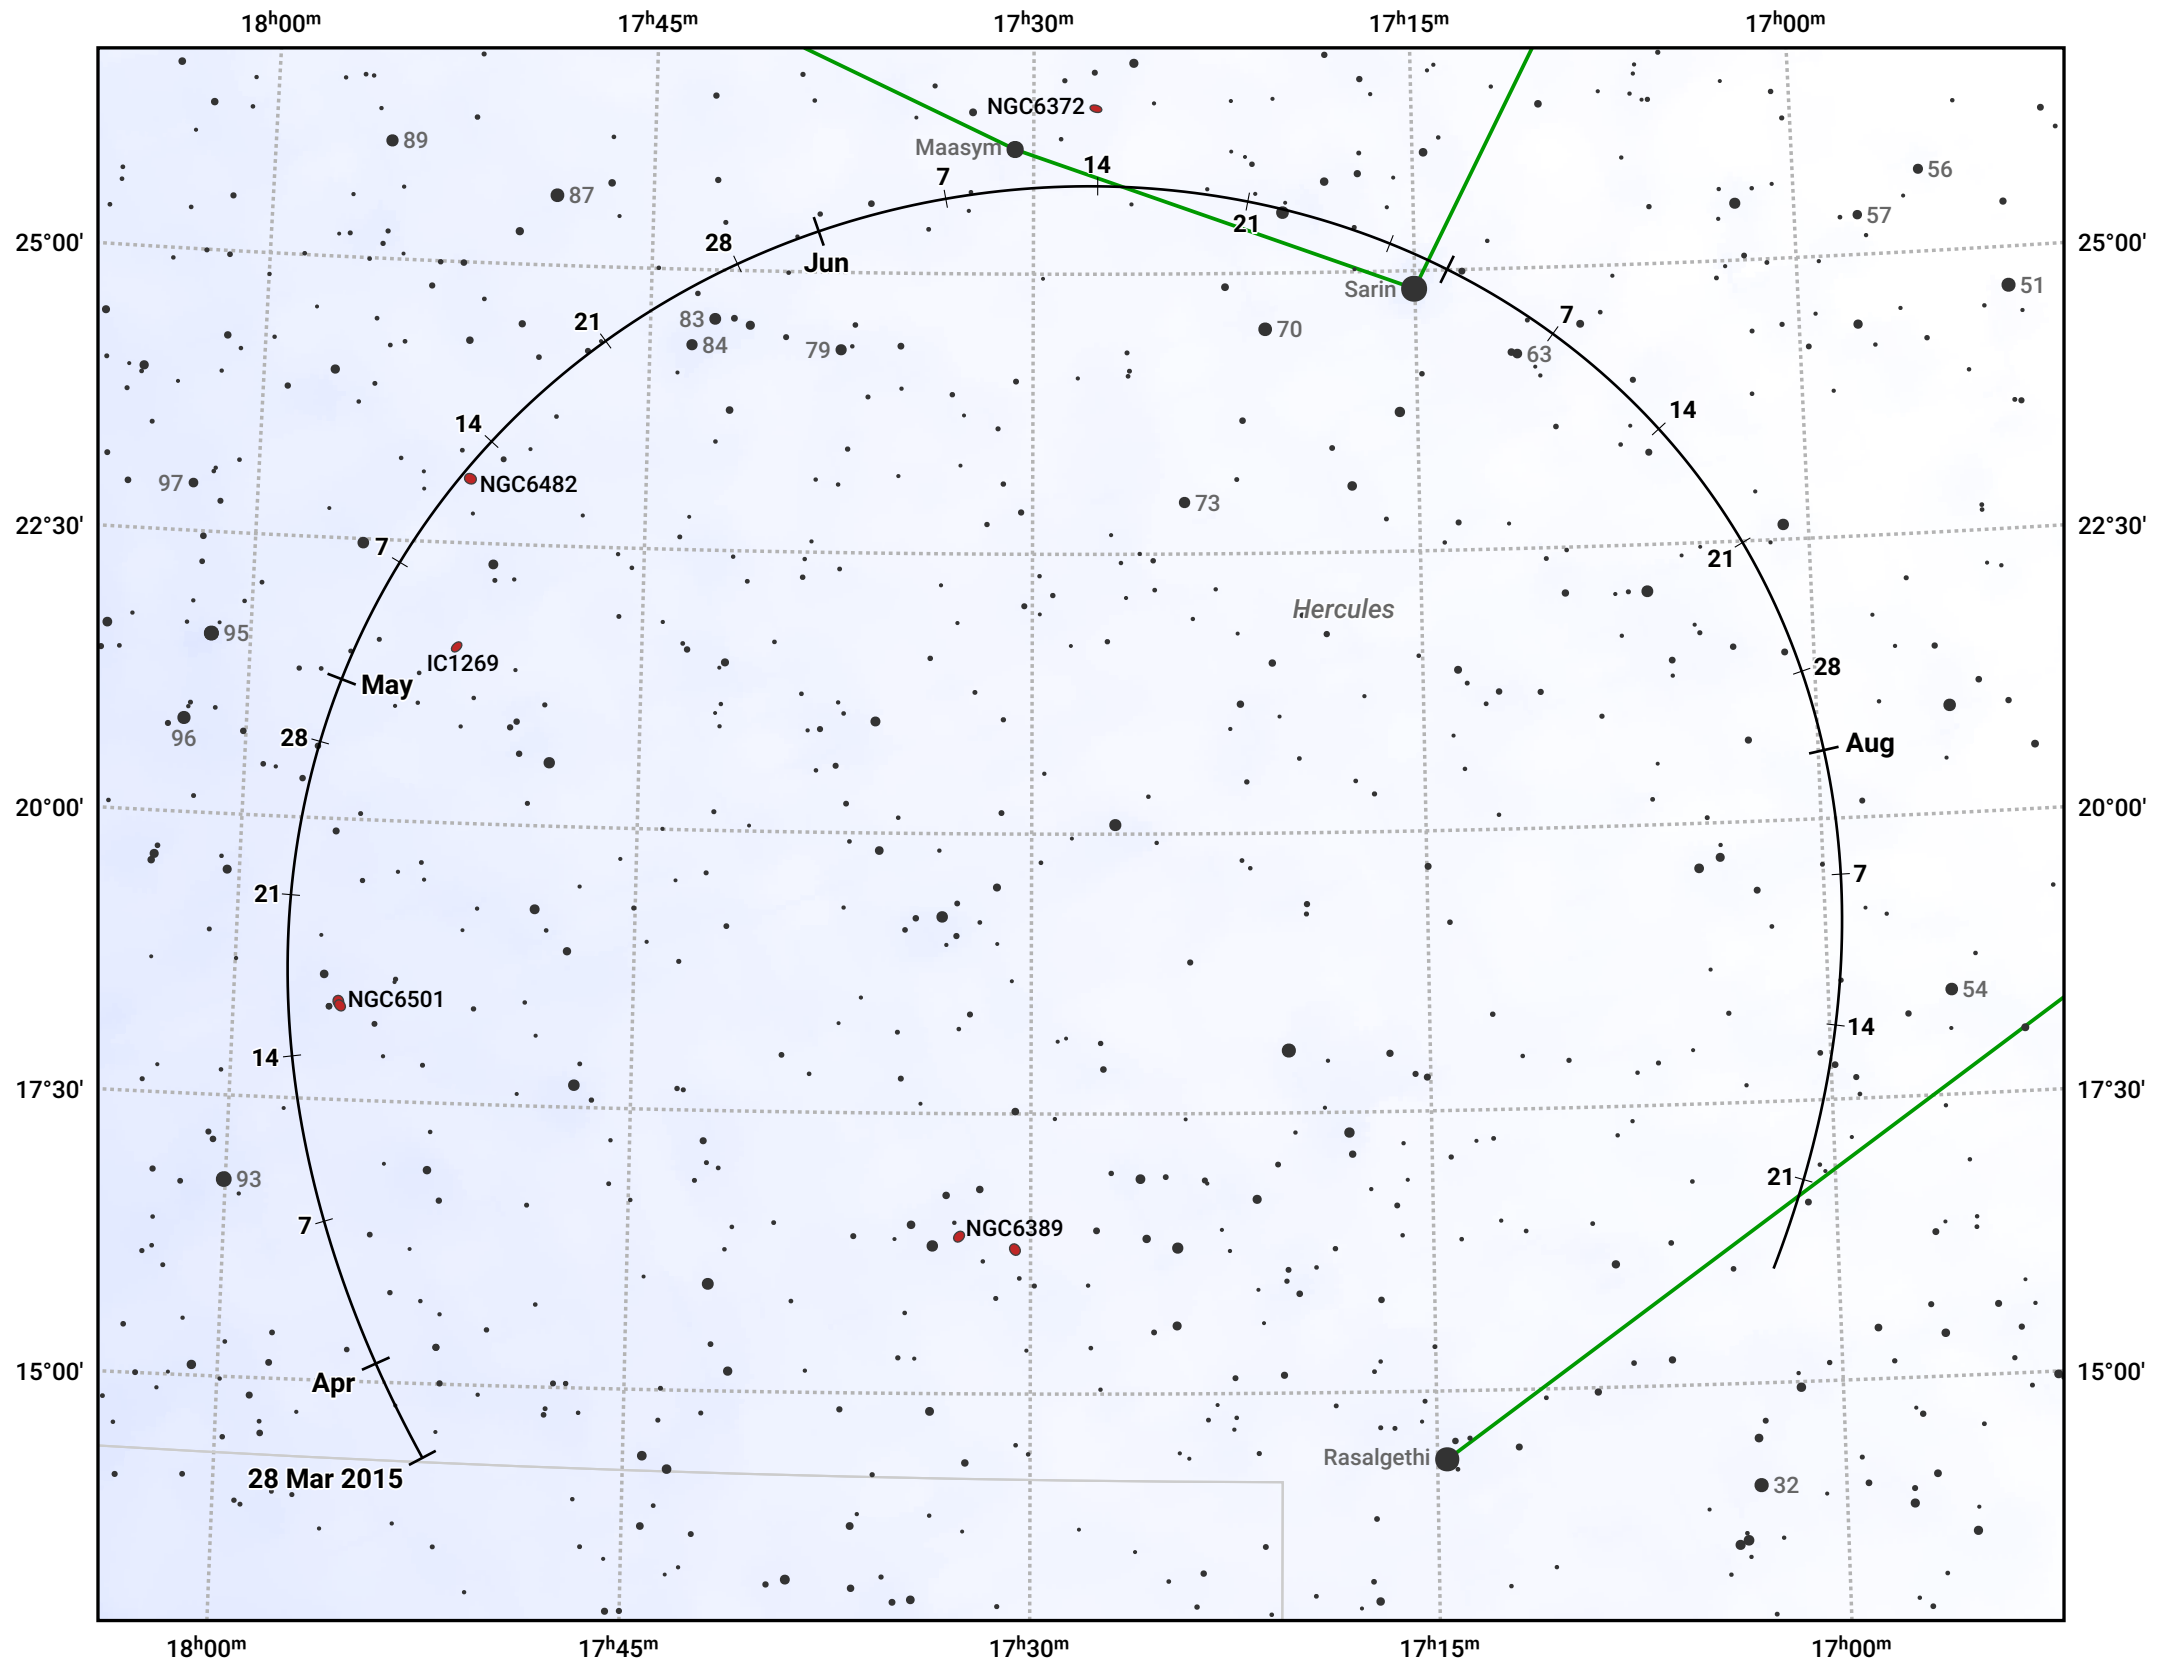 18h00m 17h45m 17h30m 17h15m 17h00m
NGC6372
89
Maasym
14
56
7
87
57
21
25°00' 28 25°00'
Jun
Sarin
51
7
21 83 70
84 79 63
14 14
97 NGC6482
73
22°30' 22°30'
7 21
Hercules
95
IC1269
28
May
96 28 Aug
20°00' 20°00'
7
21
54
NGC6501
14
14
17°30' 17°30'
93 21
7 NGC6389
15°00' 15°00'
Apr
Rasalgethi
28 Mar 2015
32
18h00m 17h45m 17h30m 17h15m 17h00m